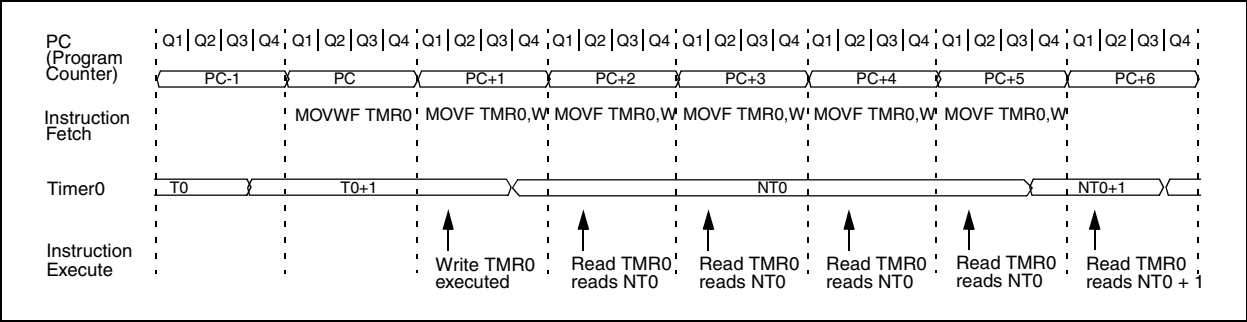 PC
(Program
Counter)
Q1 Q2 Q3 Q4 Q1 Q2 Q3 Q4 Q1 Q2 Q3 Q4 Q1 Q2 Q3 Q4 Q1 Q2 Q3 Q4 Q1 Q2 Q3 Q4 Q1 Q2 Q3 Q4 Q1 Q2 Q3 Q4
PC-1 PC PC+1 PC+2 PC+3 PC+4 PC+5 PC+6
Instruction
Fetch
MOVWF TMR0 MOVF TMR0,W MOVF TMR0,W MOVF TMR0,W MOVF TMR0,W MOVF TMR0,W
Timer0
T0 T0+1 NT0 NT0+1
Instruction
Execute
Write TMR0
executed
Read TMR0
reads NT0
Read TMR0
reads NT0
Read TMR0
reads NT0
Read TMR0
reads NT0
Read TMR0
reads NT0 + 1